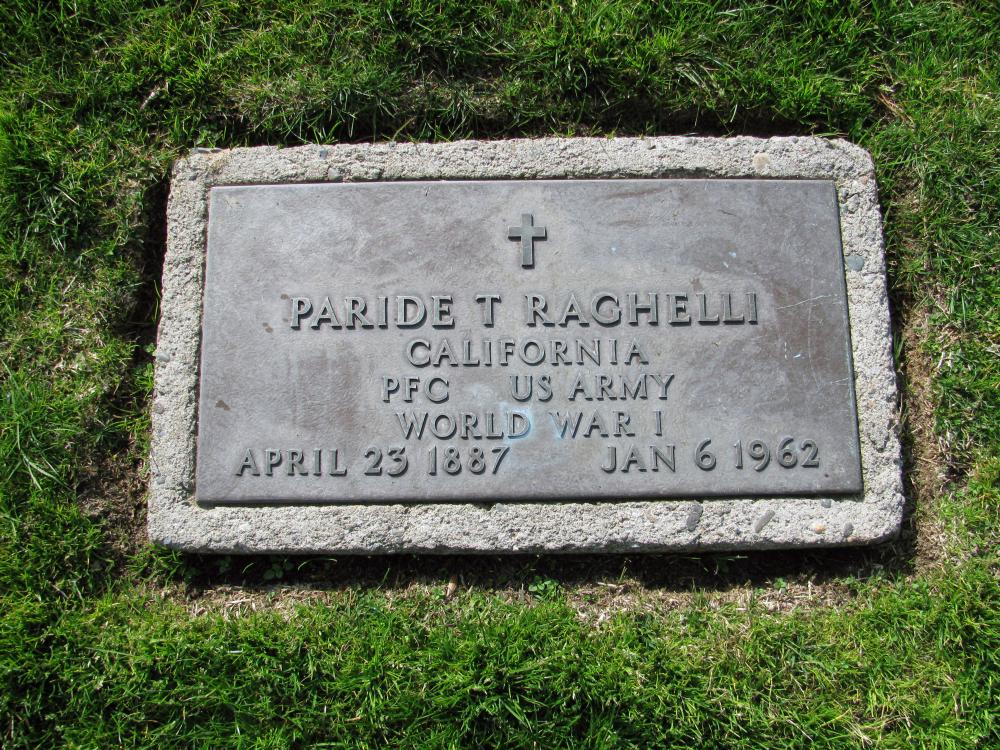 PARIDE T RAGHELLI
CALIFORNIA
PFC US ARMY
WORLD WAR I
APRIL 23 1887 JAN 6 1962